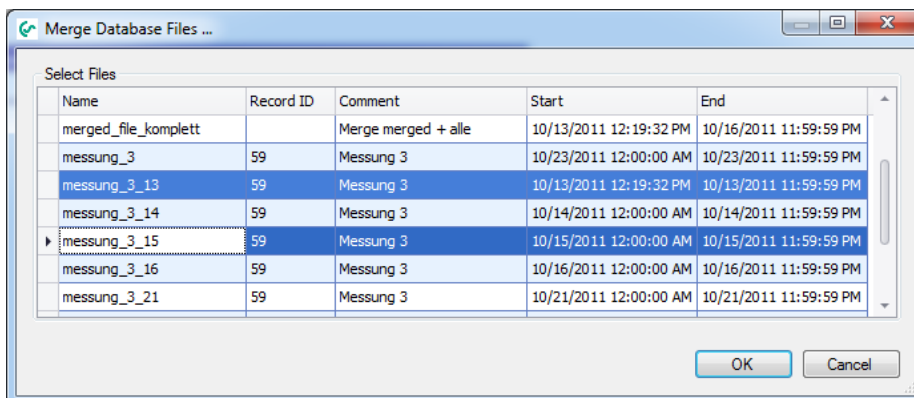 Merge Database Files ...
Select Files
Name Record ID Comment Start End
merged_file_komplett Merge merged + alle 10/13/2011 12:19:32 PM 10/16/2011 11:59:59 PM
messung_3 59 Messung 3 10/23/2011 12:00:00 AM 10/23/2011 11:59:59 PM
messung_3_13 59 Messung 3 10/13/2011 12:19:32 PM 10/13/2011 11:59:59 PM
messung_3_14 59 Messung 3 10/14/2011 12:00:00 AM 10/14/2011 11:59:59 PM
messung_3_15 59 Messung 3 10/15/2011 12:00:00 AM 10/15/2011 11:59:59 PM
messung_3_16 59 Messung 3 10/16/2011 12:00:00 AM 10/16/2011 11:59:59 PM
messung_3_21 59 Messung 3 10/21/2011 12:00:00 AM 10/21/2011 11:59:59 PM
OK Cancel